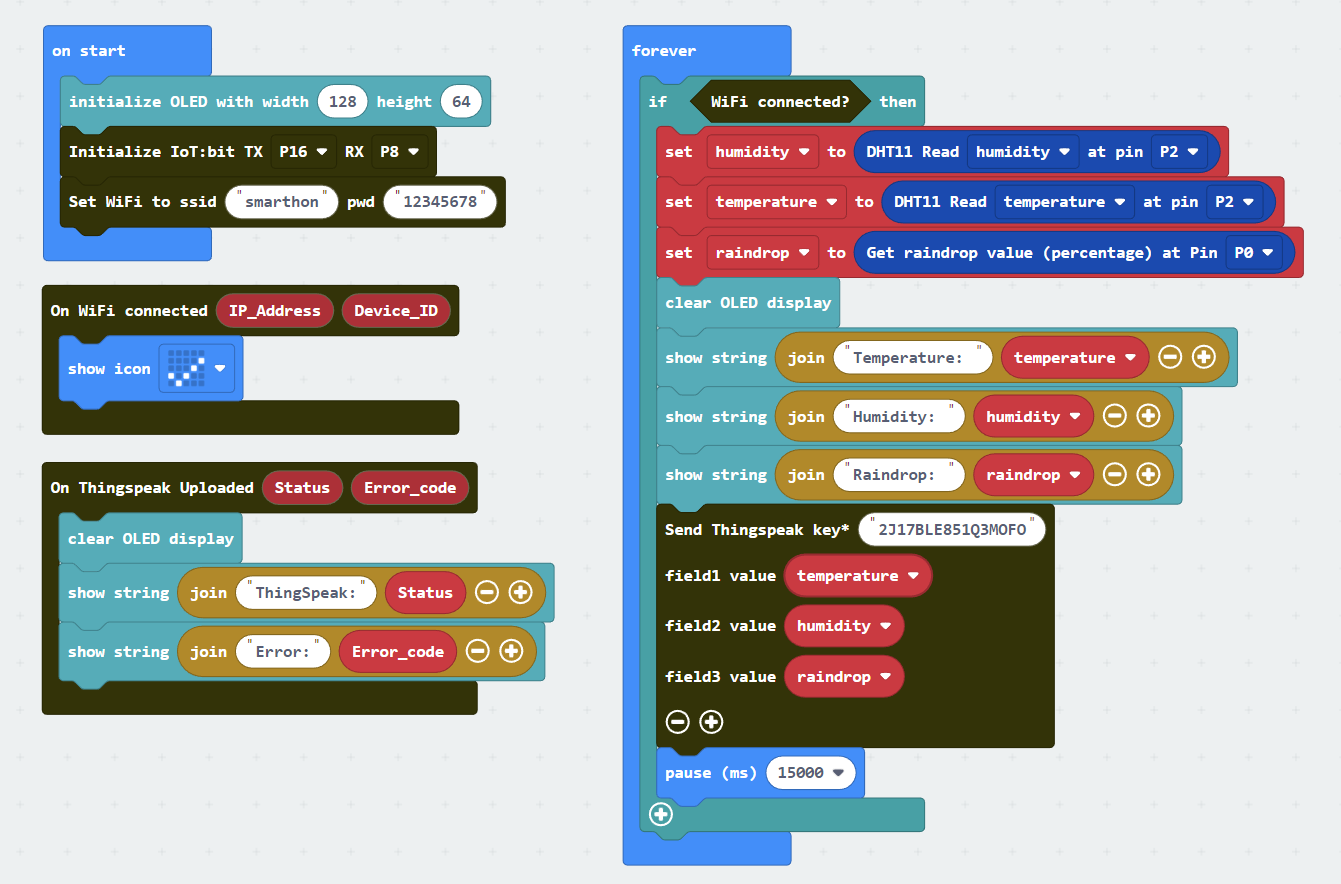 on start
initialize OLED with width 128 height 64
Initialize IoT:bit TX P16 RX P8
Set WiFi to ssid "smarthon" pwd "12345678"
On WiFi connected IP_Address Device_ID
show icon
On Thingspeak Uploaded Status Error_code
clear OLED display
show string join "ThingSpeak:" Status
show string join "Error: " Error_code
forever
if WiFi connected? then
set humidity to DHT11 Read humidity at pin P2
set temperature to DHT11 Read temperature at pin P2
set raindrop to Get raindrop value (percentage) at Pin P0
clear OLED display
show string join "Temperature: " temperature
show string join "Humidity: " humidity
show string join "Raindrop: " raindrop
Send Thingspeak key* "2J17BLE851Q3MOFO"
field1 value temperature
field2 value humidity
field3 value raindrop
pause (ms) 15000